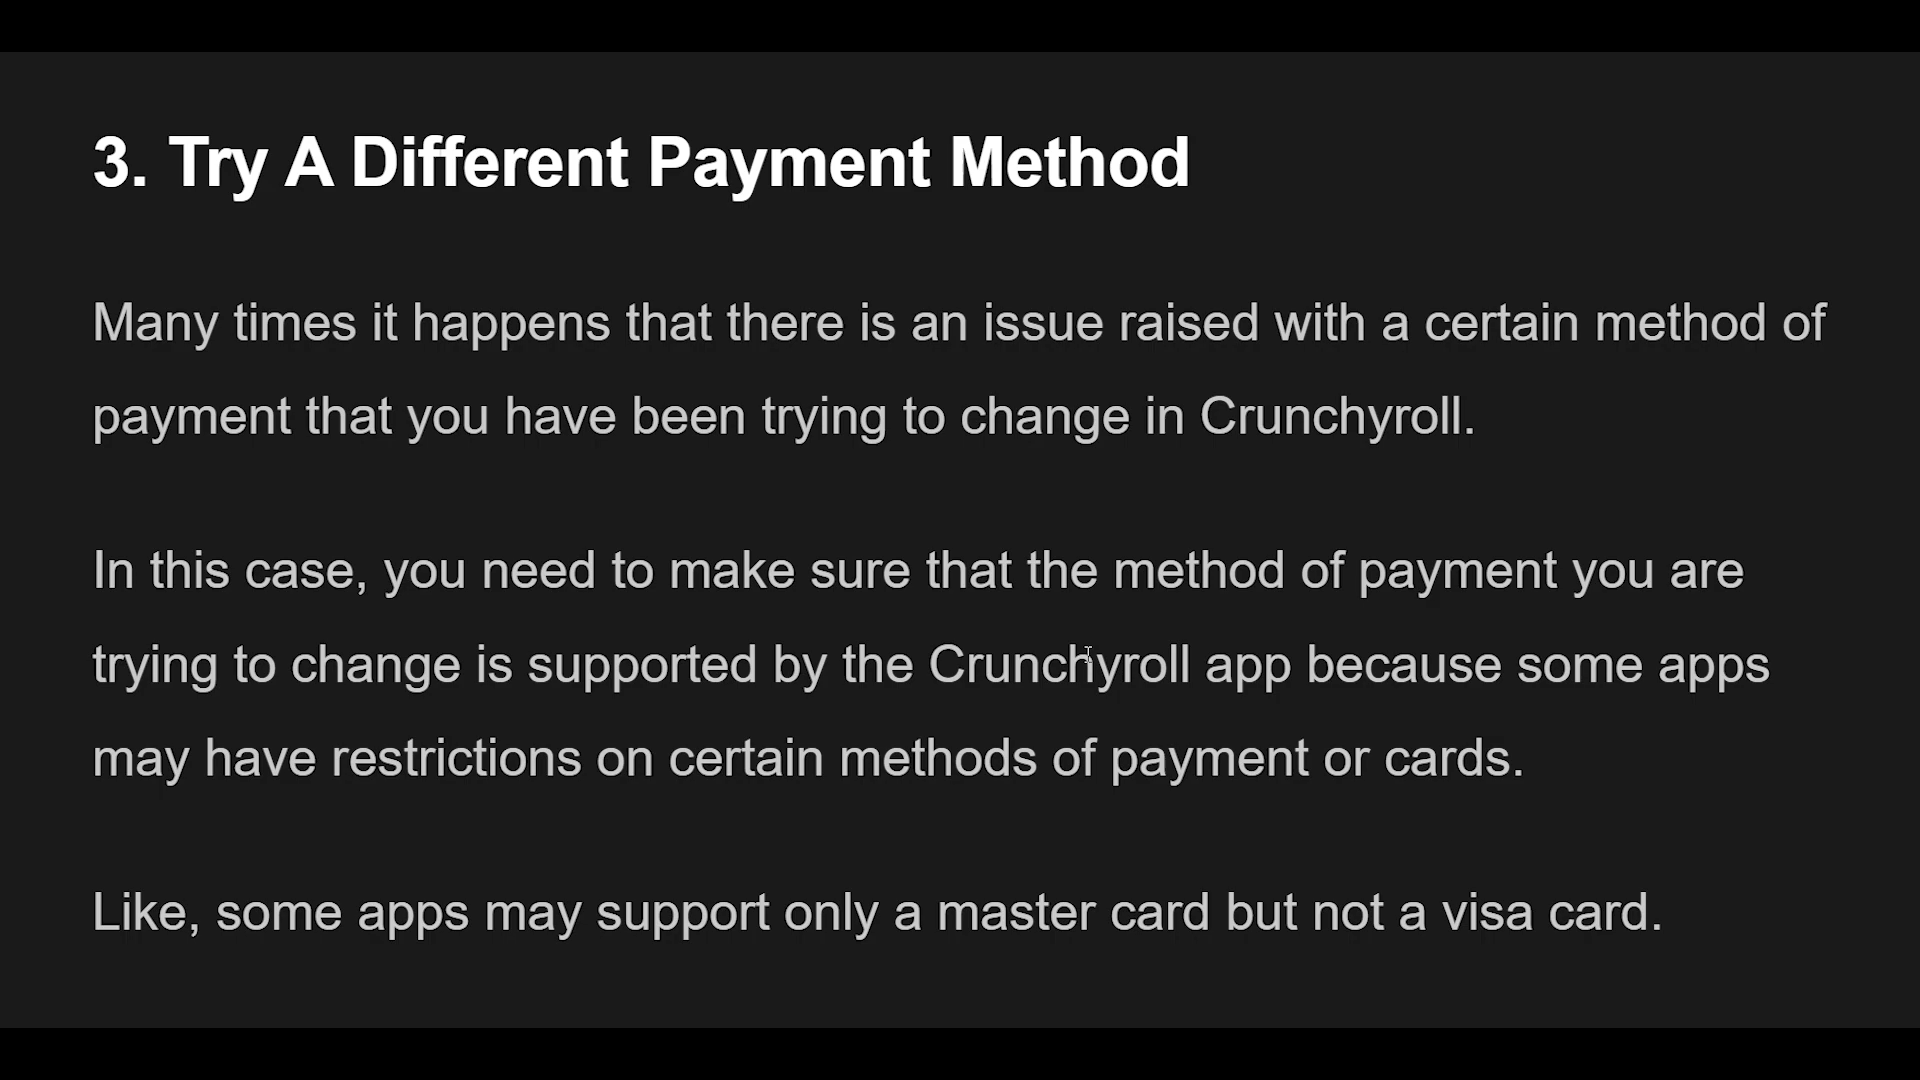 3. Try A Different Payment Method
Many times it happens that there is an issue raised with a certain method of
payment that you have been trying to change in Crunchyroll.
In this case, you need to make sure that the method of payment you are
trying to change is supported by the Crunchyroll app because some apps
may have restrictions on certain methods of payment or cards.
Like, some apps may support only a master card but not a visa card.